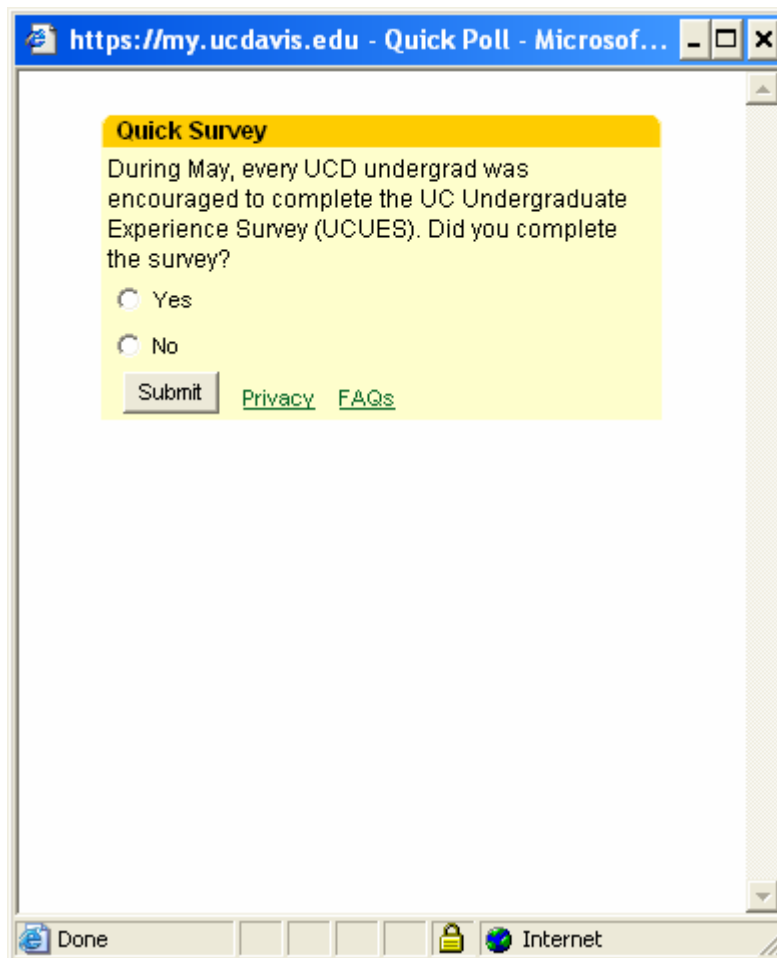 https://my.ucdavis.edu - Quick Poll - Microsof...
Quick Survey
During May, every UCD undergrad was
encouraged to complete the UC Undergraduate
Experience Survey (UCUES). Did you complete
the survey?
Yes
No
Submit Privacy FAQs
Done Internet